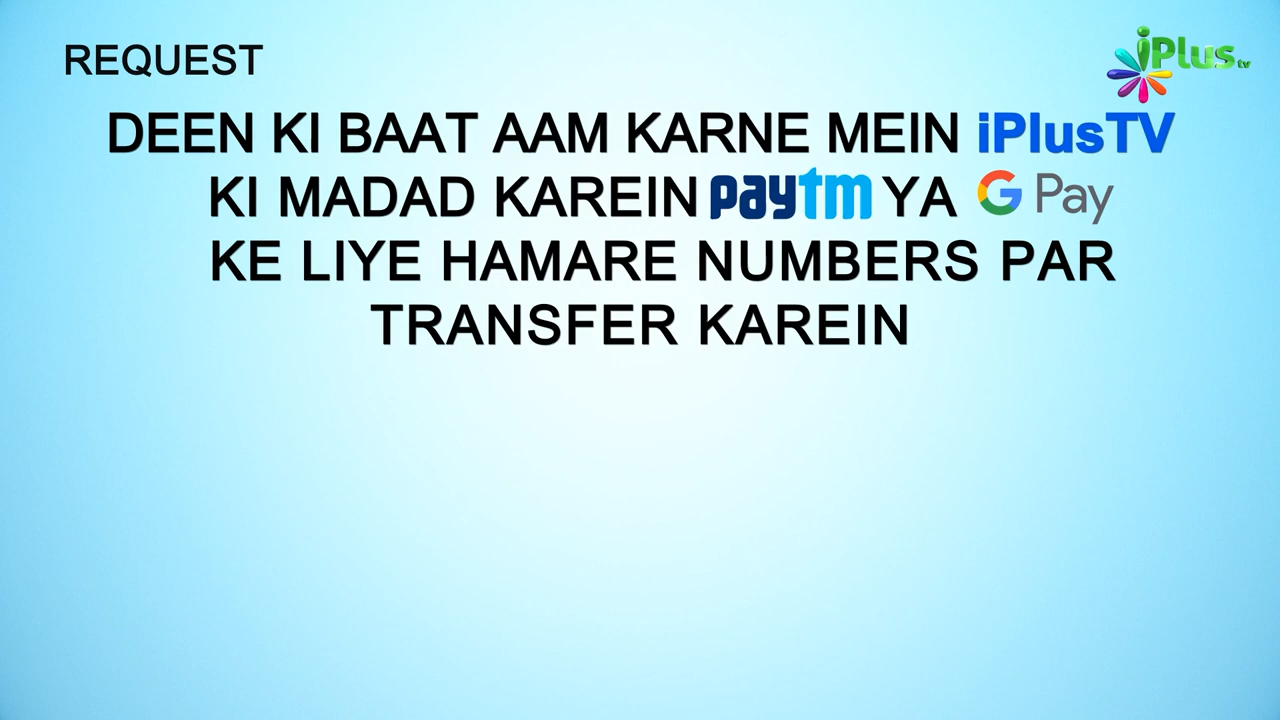 REQUEST
iPlus tv
DEEN KI BAAT AAM KARNE MEIN iPlusTV
KI MADAD KAREIN paytm YA G Pay
KE LIYE HAMARE NUMBERS PAR
TRANSFER KAREIN